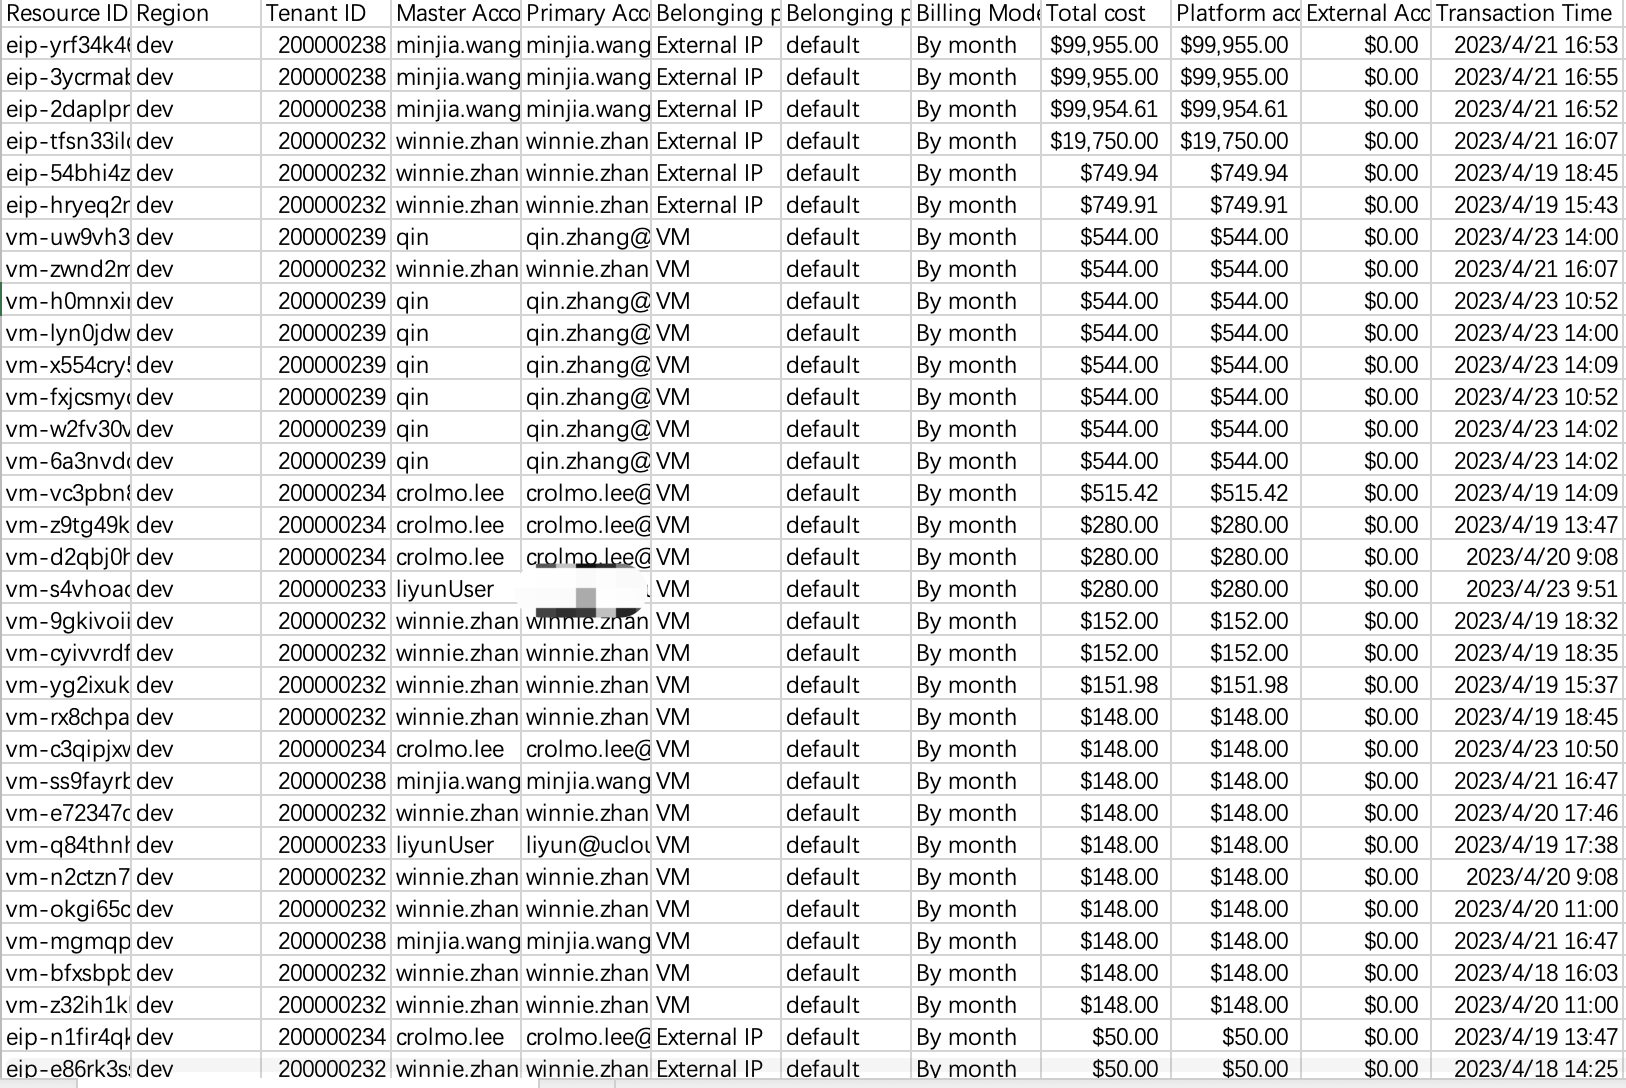 Resource ID Region Tenant ID Master Acco Primary Acc Belonging p Belonging p Billing Mode Total cost Platform acc External Acc Transaction Time
eip-yrf34k4 dev 200000238 minjia.wang minjia.wang External IP default By month $99,955.00 $99,955.00 $0.00 2023/4/21 16:53
eip-3ycrmab dev 200000238 minjia.wang minjia.wang External IP default By month $99,955.00 $99,955.00 $0.00 2023/4/21 16:55
eip-2daplpr dev 200000238 minjia.wang minjia.wang External IP default By month $99,954.61 $99,954.61 $0.00 2023/4/21 16:52
eip-tfsn33il dev 200000232 winnie.zhan winnie.zhan External IP default By month $19,750.00 $19,750.00 $0.00 2023/4/21 16:07
eip-54bhi4z dev 200000232 winnie.zhan winnie.zhan External IP default By month $749.94 $749.94 $0.00 2023/4/19 18:45
eip-hryeq2r dev 200000232 winnie.zhan winnie.zhan External IP default By month $749.91 $749.91 $0.00 2023/4/19 15:43
vm-uw9vh3 dev 200000239 qin qin.zhang@ VM default By month $544.00 $544.00 $0.00 2023/4/23 14:00
vm-zwnd2m dev 200000232 winnie.zhan winnie.zhan VM default By month $544.00 $544.00 $0.00 2023/4/21 16:07
vm-h0mnxi dev 200000239 qin qin.zhang@ VM default By month $544.00 $544.00 $0.00 2023/4/23 10:52
vm-lyn0jdw dev 200000239 qin qin.zhang@ VM default By month $544.00 $544.00 $0.00 2023/4/23 14:00
vm-x554cry dev 200000239 qin qin.zhang@ VM default By month $544.00 $544.00 $0.00 2023/4/23 14:09
vm-fxjcsmy dev 200000239 qin qin.zhang@ VM default By month $544.00 $544.00 $0.00 2023/4/23 10:52
vm-w2fv30v dev 200000239 qin qin.zhang@ VM default By month $544.00 $544.00 $0.00 2023/4/23 14:02
vm-6a3nvd dev 200000239 qin qin.zhang@ VM default By month $544.00 $544.00 $0.00 2023/4/23 14:02
vm-vc3pbn dev 200000234 crolmo.lee crolmo.lee@ VM default By month $515.42 $515.42 $0.00 2023/4/19 14:09
vm-z9tg49k dev 200000234 crolmo.lee crolmo.lee@ VM default By month $280.00 $280.00 $0.00 2023/4/19 13:47
vm-d2qbj0h dev 200000234 crolmo.lee crolmo.lee@ VM default By month $280.00 $280.00 $0.00 2023/4/20 9:08
vm-s4vhoac dev 200000233 liyunUser VM default By month $280.00 $280.00 $0.00 2023/4/23 9:51
vm-9gkivoii dev 200000232 winnie.zhan winnie.zhan VM default By month $152.00 $152.00 $0.00 2023/4/19 18:32
vm-cyivvrdf dev 200000232 winnie.zhan winnie.zhan VM default By month $152.00 $152.00 $0.00 2023/4/19 18:35
vm-yg2ixuk dev 200000232 winnie.zhan winnie.zhan VM default By month $151.98 $151.98 $0.00 2023/4/19 15:37
vm-rx8chpa dev 200000232 winnie.zhan winnie.zhan VM default By month $148.00 $148.00 $0.00 2023/4/19 18:45
vm-c3qipjxv dev 200000234 crolmo.lee crolmo.lee@ VM default By month $148.00 $148.00 $0.00 2023/4/23 10:50
vm-ss9fayrb dev 200000238 minjia.wang minjia.wang VM default By month $148.00 $148.00 $0.00 2023/4/21 16:47
vm-e72347c dev 200000232 winnie.zhan winnie.zhan VM default By month $148.00 $148.00 $0.00 2023/4/20 17:46
vm-q84thnh dev 200000233 liyunUser liyun@uclou VM default By month $148.00 $148.00 $0.00 2023/4/19 17:38
vm-n2ctzn7 dev 200000232 winnie.zhan winnie.zhan VM default By month $148.00 $148.00 $0.00 2023/4/20 9:08
vm-okgi65c dev 200000232 winnie.zhan winnie.zhan VM default By month $148.00 $148.00 $0.00 2023/4/20 11:00
vm-mgmqp dev 200000238 minjia.wang minjia.wang VM default By month $148.00 $148.00 $0.00 2023/4/21 16:47
vm-bfxsbpb dev 200000232 winnie.zhan winnie.zhan VM default By month $148.00 $148.00 $0.00 2023/4/18 16:03
vm-z32ih1k dev 200000232 winnie.zhan winnie.zhan VM default By month $148.00 $148.00 $0.00 2023/4/20 11:00
eip-n1fir4qk dev 200000234 crolmo.lee crolmo.lee@ External IP default By month $50.00 $50.00 $0.00 2023/4/19 13:47
eip-e86rk3s dev 200000232 winnie.zhan winnie.zhan External IP default By month $50.00 $50.00 $0.00 2023/4/18 14:25